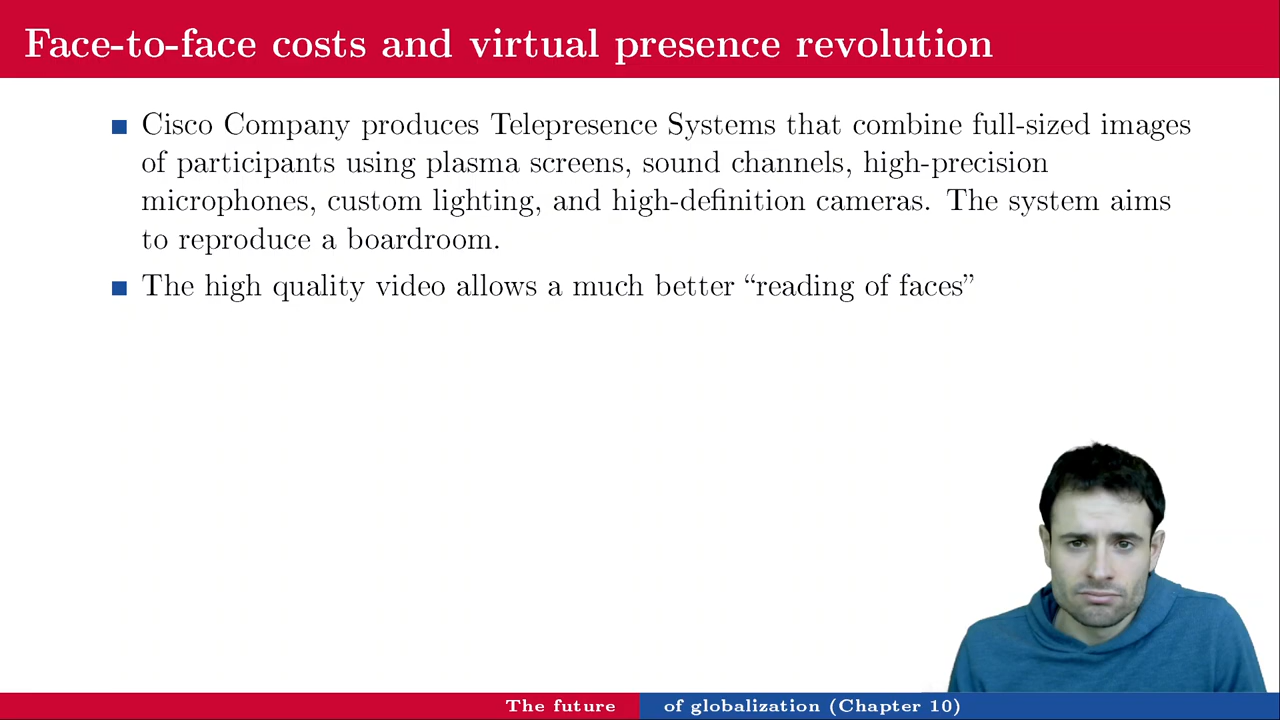 Face-to-face costs and virtual presence revolution
Cisco Company produces Telepresence Systems that combine full-sized images
of participants using plasma screens, sound channels, high-precision
microphones, custom lighting, and high-definition cameras. The system aims
to reproduce a boardroom.
The high quality video allows a much better “reading of faces”
The future of globalization (Chapter 10)